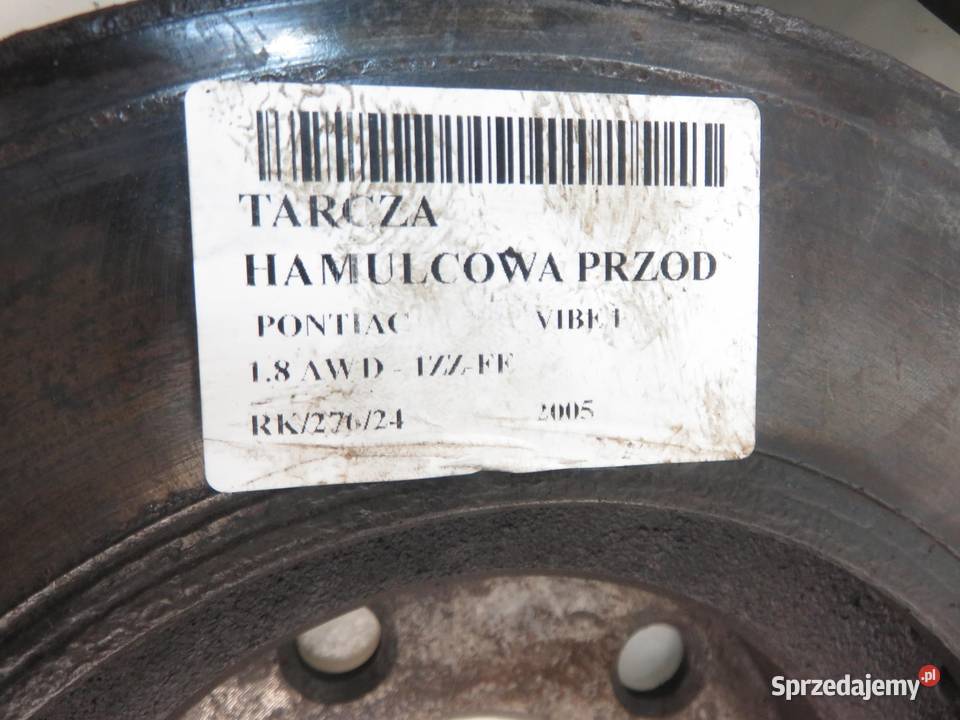 TARCZA
HAMULCOWA PRZOD
PONTIAC VIBE I
1.8 AWD - 1ZZ-FE
RK/276/24 2005
Sprzedajemy.pl